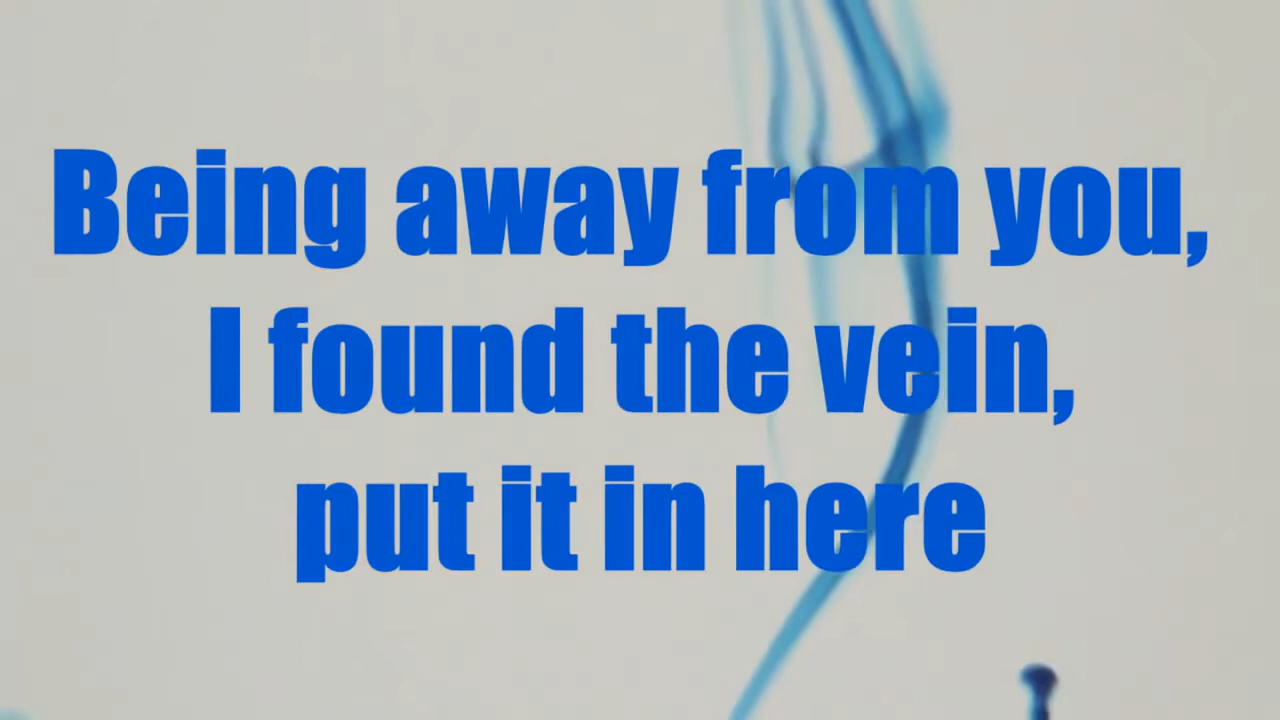 Being away from you,
I found the vein,
put it in here